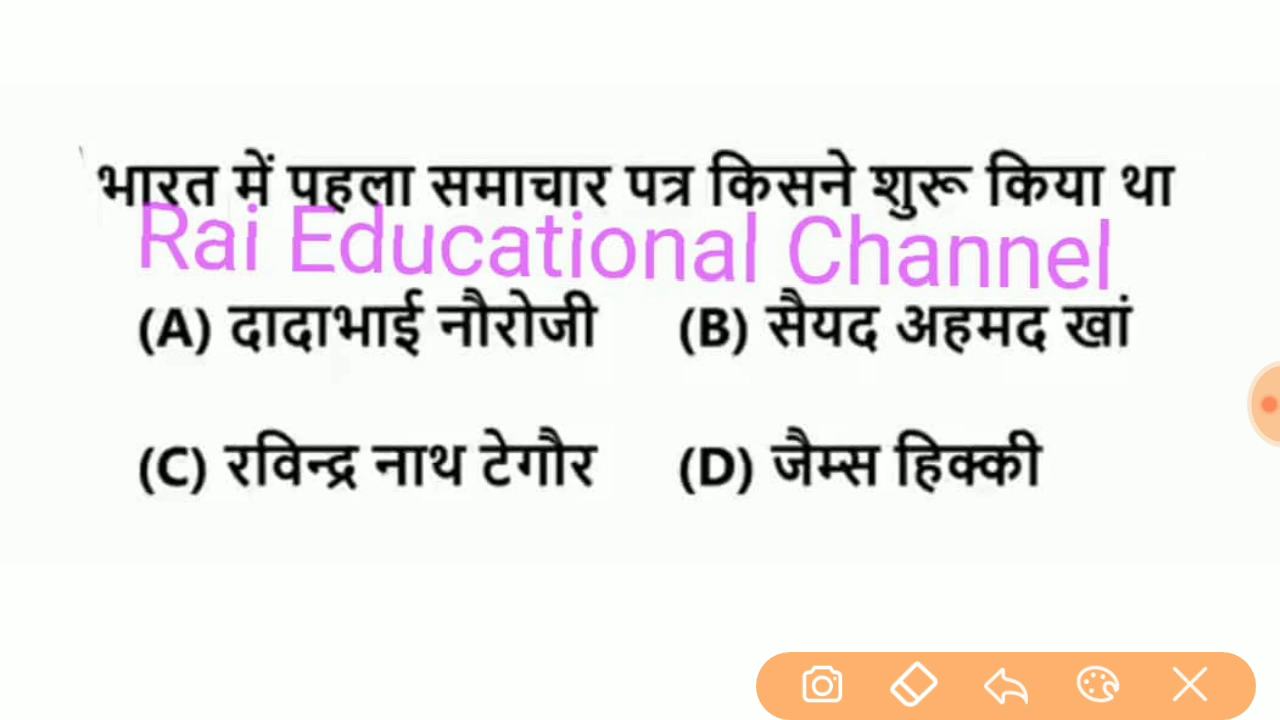 भारत में पहला समाचार पत्र किसने शुरू किया था
Rai Educational Channel
(A) दादाभाई नौरोजी (B) सैयद अहमद खां
(C) रविन्द्र नाथ टेगौर (D) जैम्स हिक्की